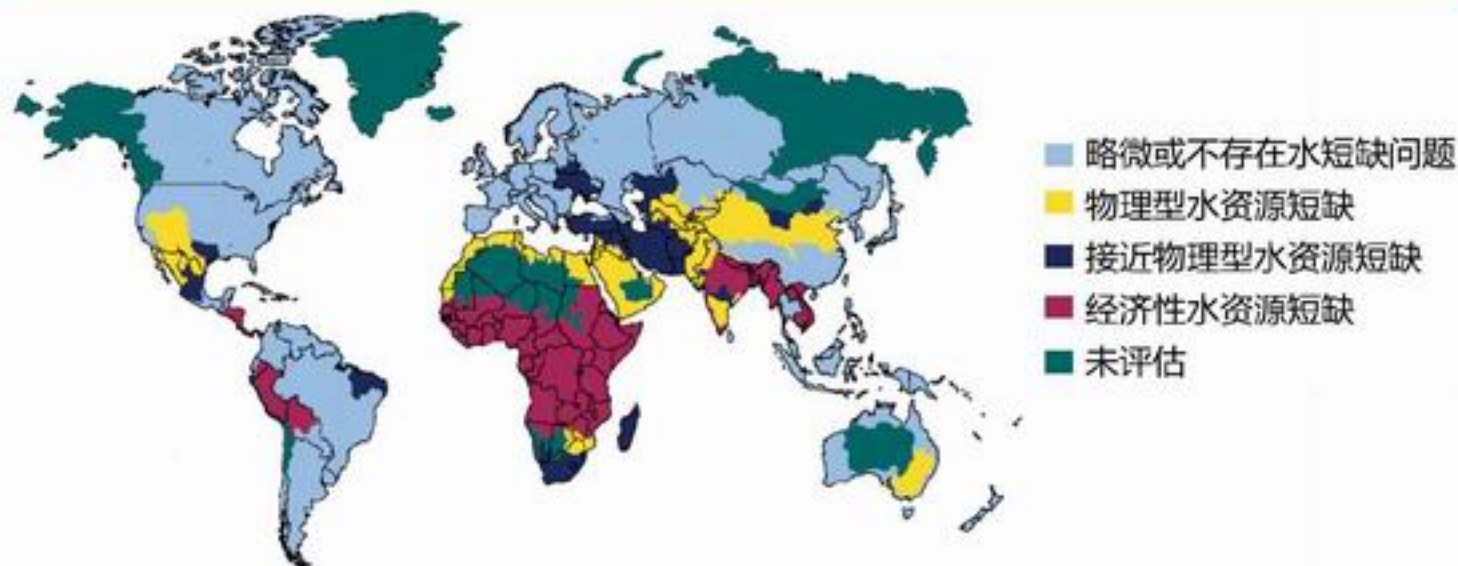 略微或不存在水短缺问题
物理型水资源短缺
接近物理型水资源短缺
经济性水资源短缺
未评估